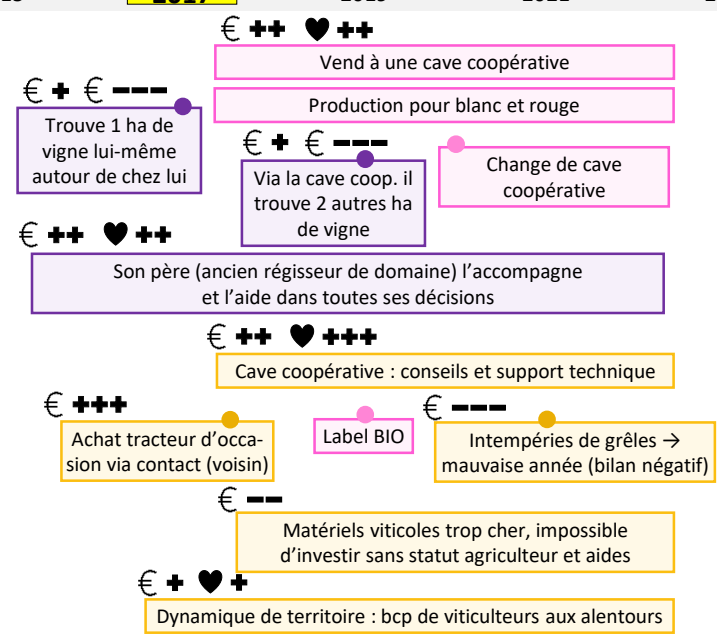 2017
€ ++ ♥ ++
Vend à une cave coopérative
Production pour blanc et rouge
€ + € −−−
Trouve 1 ha de
vigne lui-même
autour de chez lui
€ + € −−−
Via la cave coop. il
trouve 2 autres ha
de vigne
Change de cave
coopérative
€ ++ ♥ ++
Son père (ancien régisseur de domaine) l’accompagne
et l’aide dans toutes ses décisions
€ ++ ♥ +++
Cave coopérative : conseils et support technique
€ +++
Achat tracteur d’occa-
sion via contact (voisin)
Label BIO
€ −−−
Intempéries de grêles →
mauvaise année (bilan négatif)
€ −−
Matériels viticoles trop cher, impossible
d’investir sans statut agriculteur et aides
€ + ♥ +
Dynamique de territoire : bcp de viticulteurs aux alentours